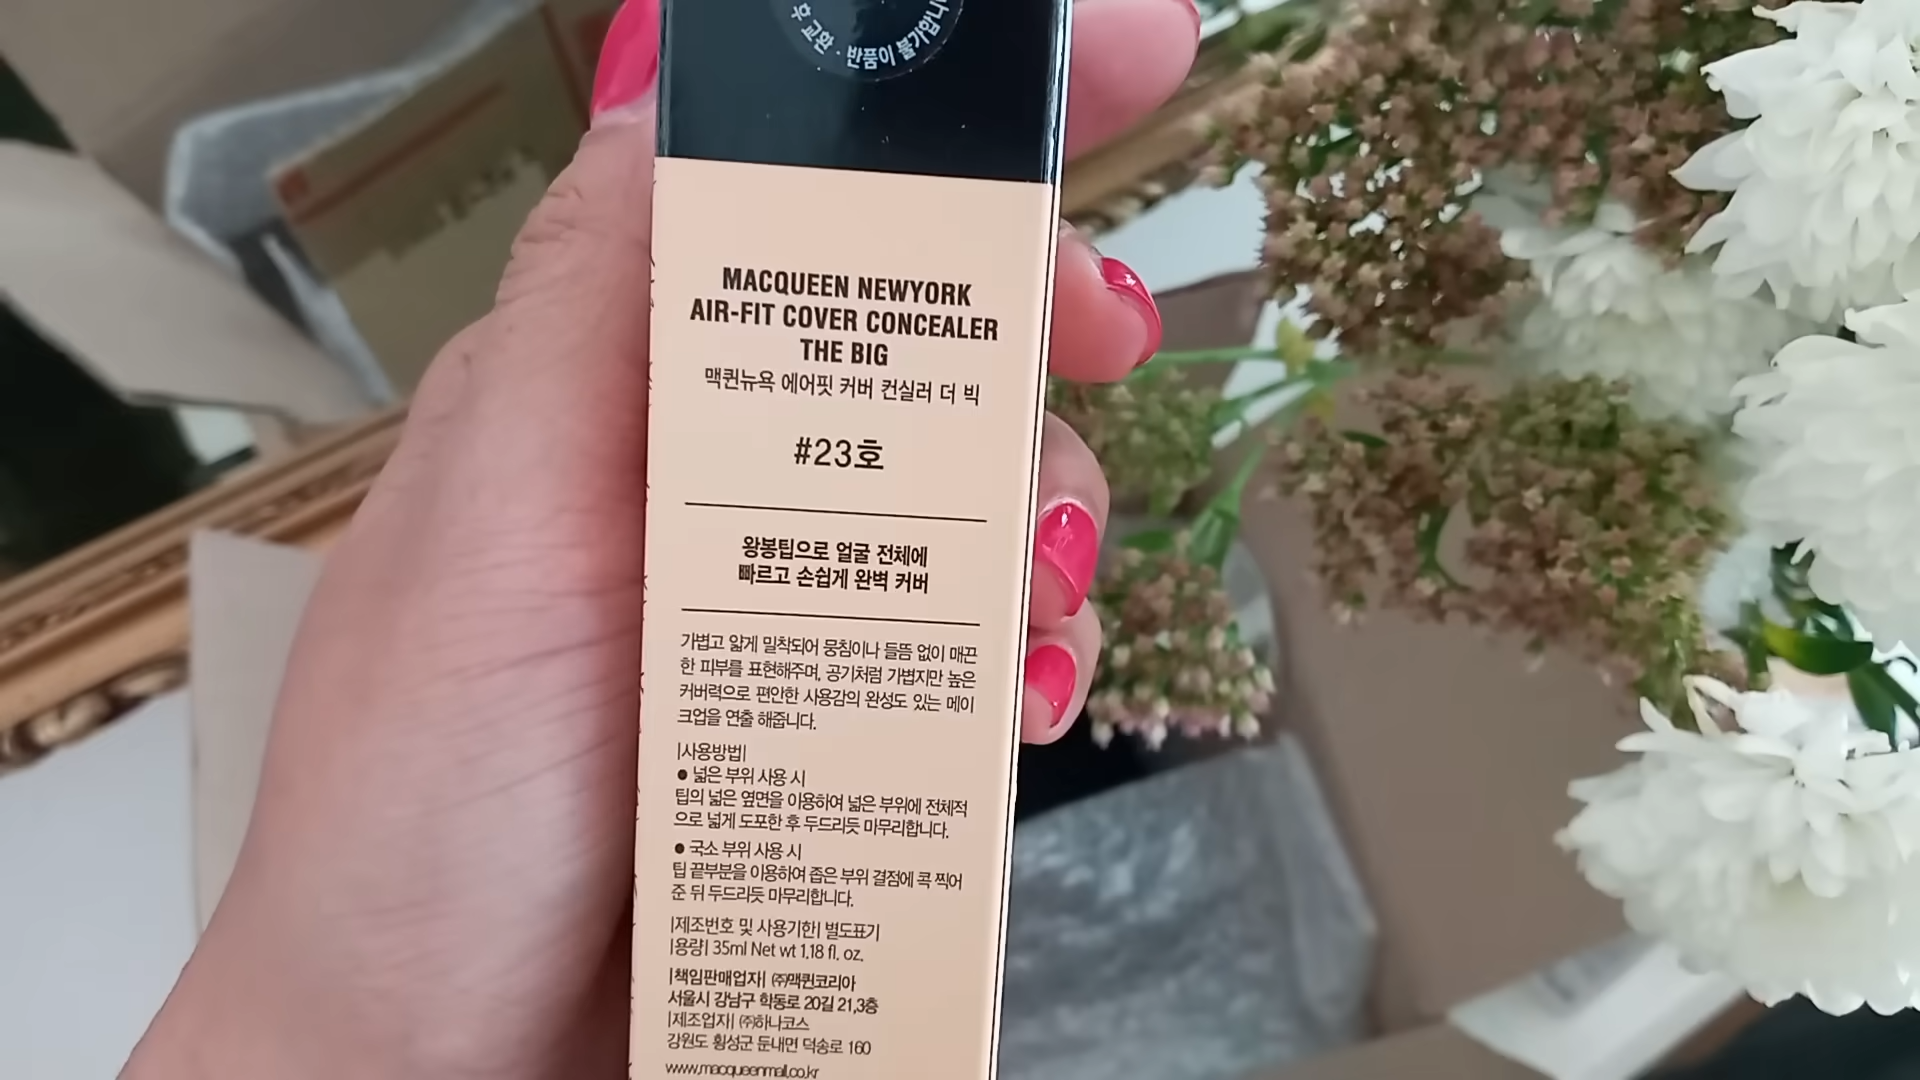 후 교환 · 반품이 불가합니
MACQUEEN NEWYORK
AIR-FIT COVER CONCEALER
THE BIG
맥퀸뉴욕 에어핏 커버 컨실러 더 빅
#23호
왕봉팁으로 얼굴 전체에
빠르고 손쉽게 완벽 커버
가볍고 얇게 밀착되어 뭉침이나 들뜸 없이 매끈
한 피부를 표현해주며, 공기처럼 가볍지만 높은
커버력으로 편안한 사용감의 완성도 있는 메이
크업을 연출 해줍니다.
|사용방법|
● 넓은 부위 사용 시
팁의 넓은 옆면을 이용하여 넓은 부위에 전체적
으로 넓게 도포한 후 두드리듯 마무리합니다.
● 국소 부위 사용 시
팁 끝부분을 이용하여 좁은 부위 결점에 콕 찍어
준 뒤 두드리듯 마무리합니다.
|제조번호 및 사용기한| 별도표기
|용량| 35ml Net wt 1.18 fl. oz.
|책임판매업자| ㈜맥퀸코리아
서울시 강남구 학동로 20길 21,3층
|제조업자| ㈜하나코스
강원도 횡성군 둔내면 덕송로 160
www.macqueenmall.co.kr